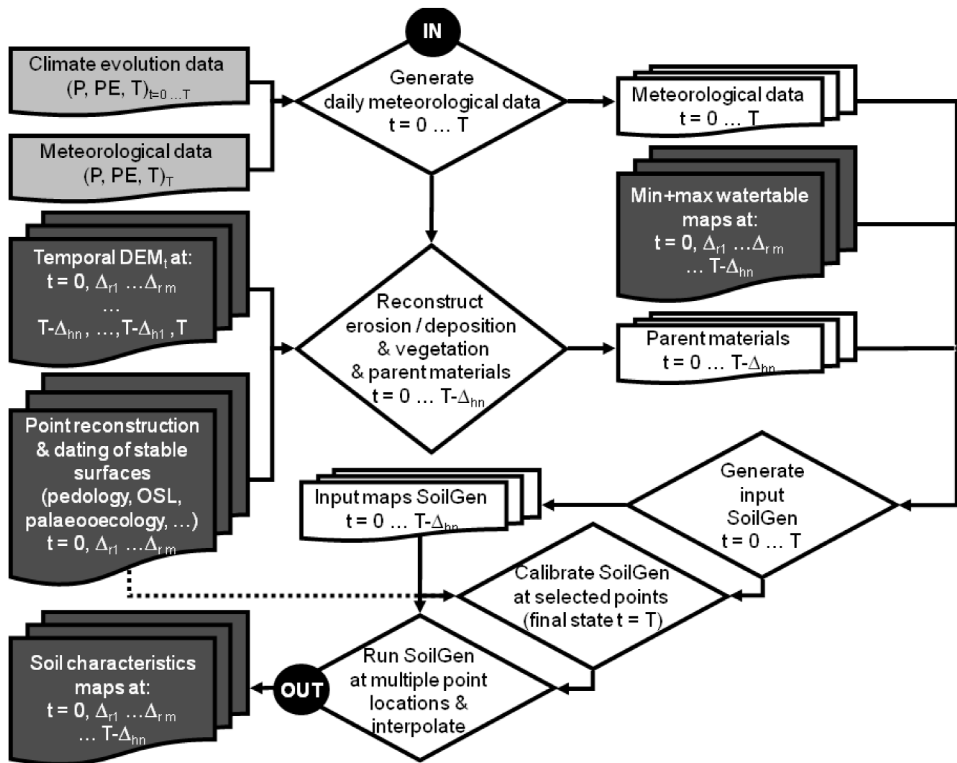 IN
Climate evolution data
(P, PE, T)t=0 ... T
Generate
daily meteorological data
t = 0 ... T
Meteorological data
t = 0 ... T
Meteorological data
(P, PE, T)T
Min+max watertable
maps at:
t = 0, Δr1 ...Δr m
... T-Δhn
Temporal DEMt at:
t = 0, Δr1 ...Δr m
...
T-Δhn, ...,T-Δh1 ,T
Reconstruct
erosion / deposition
& vegetation
& parent materials
t = 0 ... T-Δhn
Parent materials
t = 0 ... T-Δhn
Point reconstruction
& dating of stable
surfaces
(pedology, OSL,
palaeooecology, ...)
t = 0, Δr1 ...Δr m
Input maps SoilGen
t = 0 ... T-Δhn
Generate
input
SoilGen
t = 0 ... T
Calibrate SoilGen
at selected points
(final state t = T)
Soil characteristics
maps at:
t = 0, Δr1 ...Δr m
... T-Δhn
OUT
Run SoilGen
at multiple point
locations &
interpolate